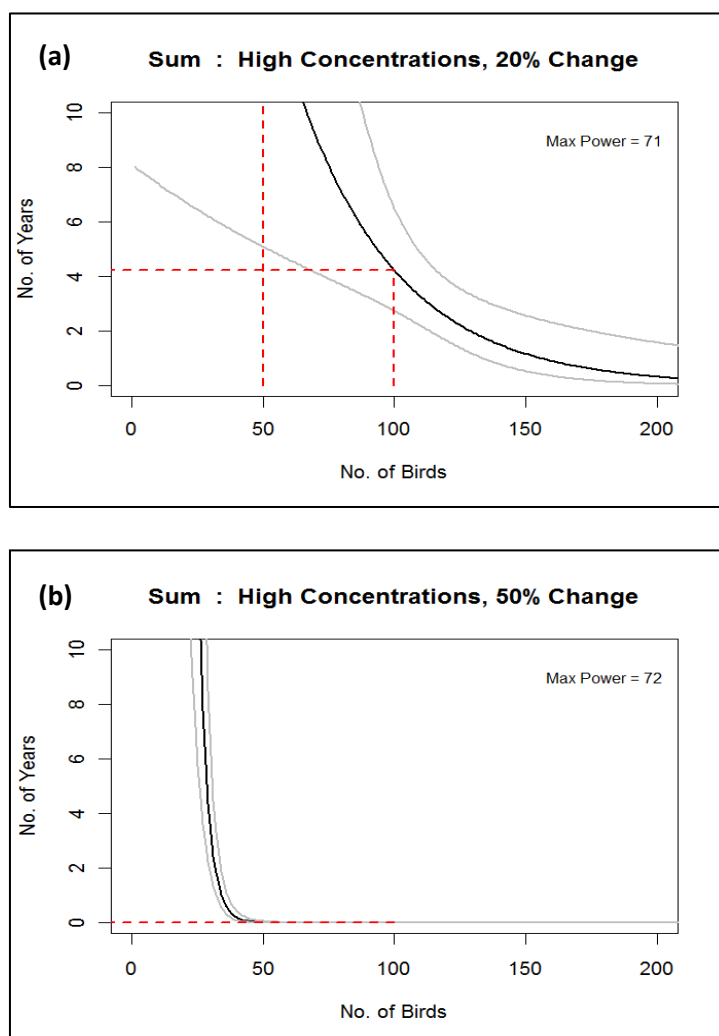 (a) Sum : High Concentrations, 20% Change
Max Power = 71
No. of Years
10
8
6
4
2
0
0 50 100 150 200
No. of Birds
(b) Sum : High Concentrations, 50% Change
Max Power = 72
No. of Years
10
8
6
4
2
0
0 50 100 150 200
No. of Birds